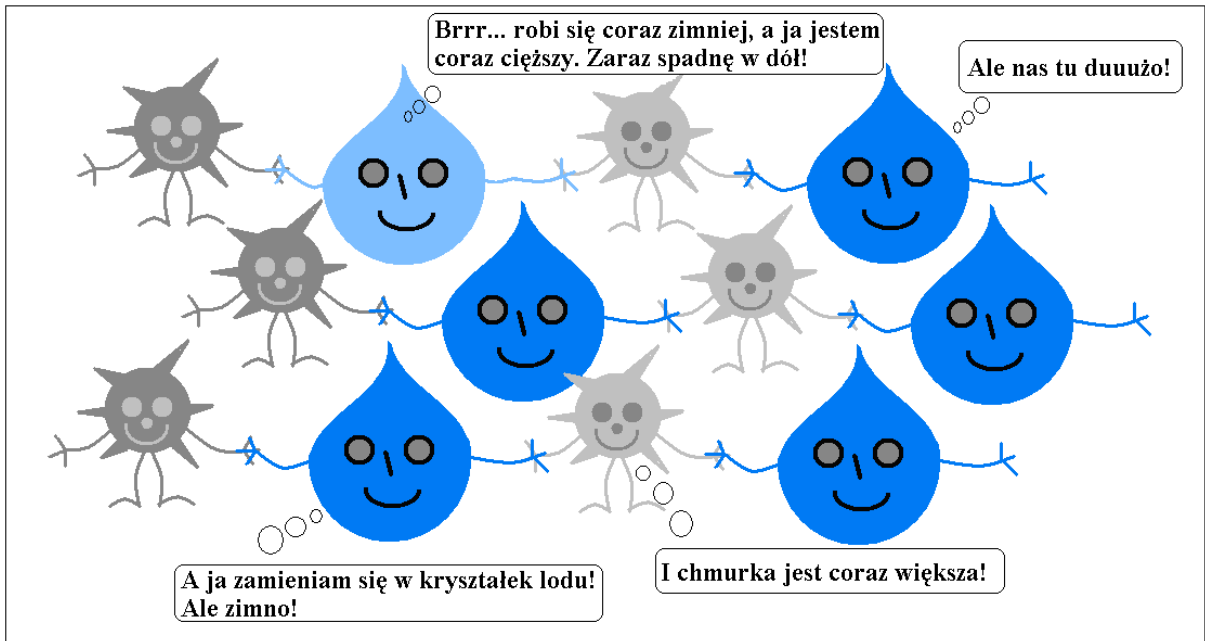 Brrr... robi się coraz zimniej, a ja jestem
coraz cięższy. Zaraz spadnę w dół!
Ale nas tu duuużo!
A ja zamieniam się w kryształek lodu!
Ale zimno!
I chmurka jest coraz większa!